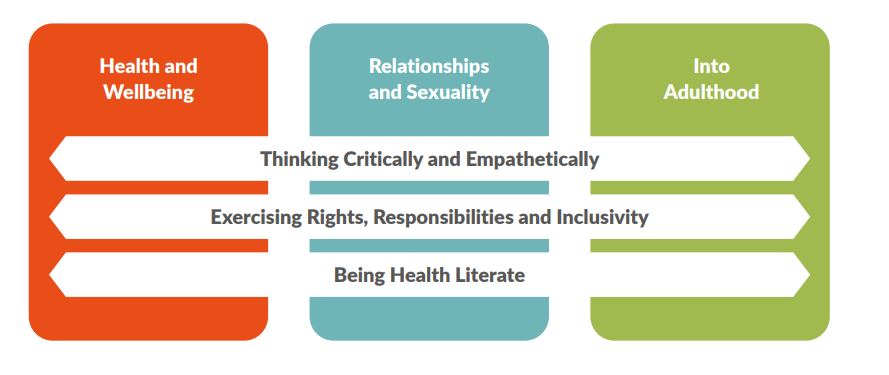 Health and
Wellbeing
Relationships
and Sexuality
Into
Adulthood
Thinking Critically and Empathetically
Exercising Rights, Responsibilities and Inclusivity
Being Health Literate